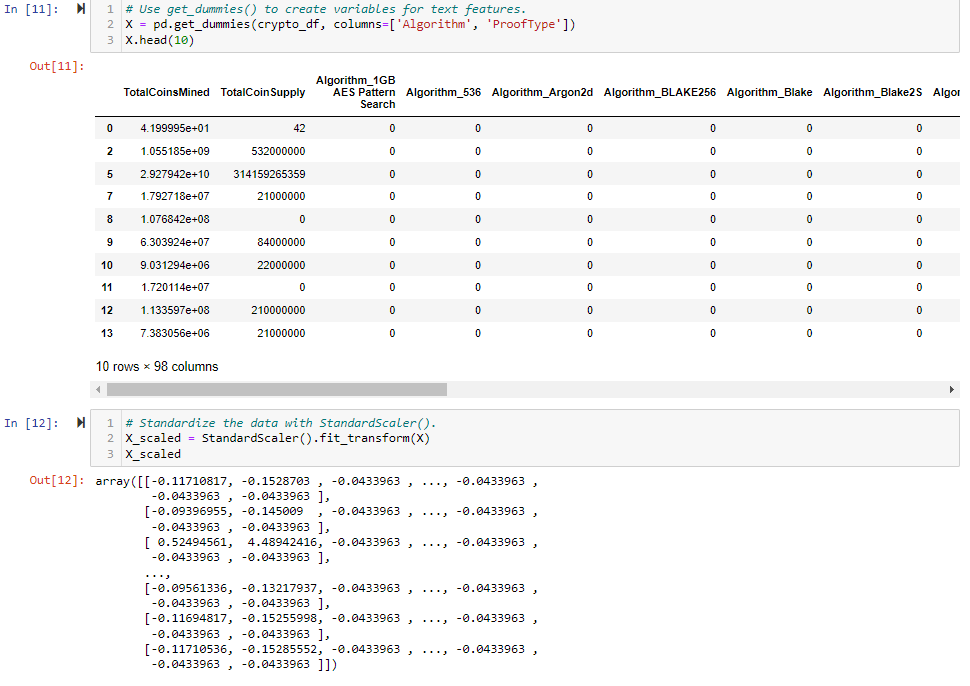 In [11]:
1 # Use get_dummies() to create variables for text features.
2 X = pd.get_dummies(crypto_df, columns=['Algorithm', 'ProofType'])
3 X.head(10)
Out[11]:
TotalCoinsMined TotalCoinSupply Algorithm_1GB AES Pattern Search Algorithm_536 Algorithm_Argon2d Algorithm_BLAKE256 Algorithm_Blake Algorithm_Blake2S Algor
0 4.199995e+01 42 0 0 0 0 0 0
2 1.055185e+09 532000000 0 0 0 0 0 0
5 2.927942e+10 314159265359 0 0 0 0 0 0
7 1.792718e+07 21000000 0 0 0 0 0 0
8 1.076842e+08 0 0 0 0 0 0 0
9 6.303924e+07 84000000 0 0 0 0 0 0
10 9.031294e+06 22000000 0 0 0 0 0 0
11 1.720114e+07 0 0 0 0 0 0 0
12 1.133597e+08 210000000 0 0 0 0 0 0
13 7.383056e+06 21000000 0 0 0 0 0 0
10 rows × 98 columns
In [12]:
1 # Standardize the data with StandardScaler().
2 X_scaled = StandardScaler().fit_transform(X)
3 X_scaled
Out[12]: array([[-0.11710817, -0.1528703 , -0.0433963 , ..., -0.0433963 ,
-0.0433963 , -0.0433963 ],
[-0.09396955, -0.145009  , -0.0433963 , ..., -0.0433963 ,
-0.0433963 , -0.0433963 ],
[ 0.52494561,  4.48942416, -0.0433963 , ..., -0.0433963 ,
-0.0433963 , -0.0433963 ],
...,
[-0.09561336, -0.13217937, -0.0433963 , ..., -0.0433963 ,
-0.0433963 , -0.0433963 ],
[-0.11694817, -0.15255998, -0.0433963 , ..., -0.0433963 ,
-0.0433963 , -0.0433963 ],
[-0.11710536, -0.15285552, -0.0433963 , ..., -0.0433963 ,
-0.0433963 , -0.0433963 ]])